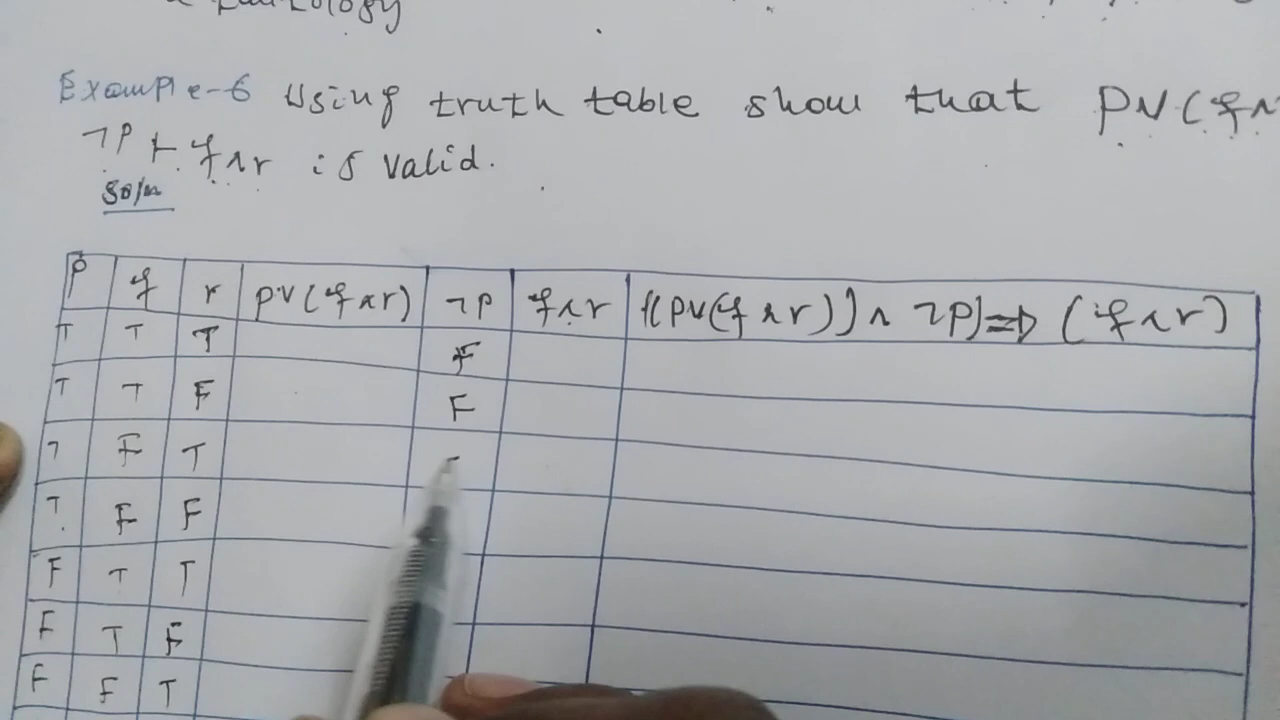 Example-6 Using truth table show that p∨(q∧
¬p ⊢ q∧r is valid.
Soln
p q r p∨(q∧r) ¬p q∧r [(p∨(q∧r))∧ ¬p]⇒ (q∧r)
T T T F
T T F F
T F T
T F F
F T T
F T F
F F T